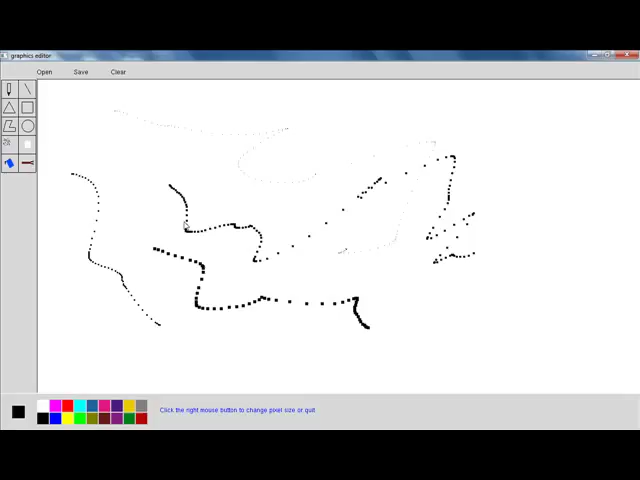 graphics editor
Open Save Clear
Click the right mouse button to change pixel size or quit